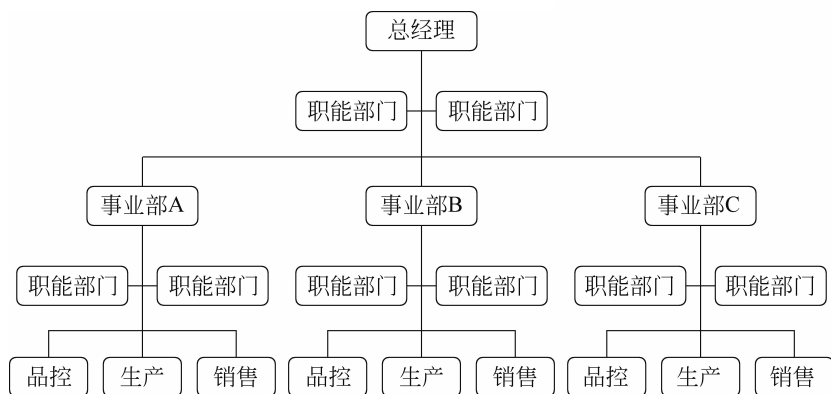 总经理
职能部门 职能部门
事业部A 事业部B 事业部C
职能部门 职能部门 职能部门 职能部门 职能部门 职能部门
品控 生产 销售 品控 生产 销售 品控 生产 销售